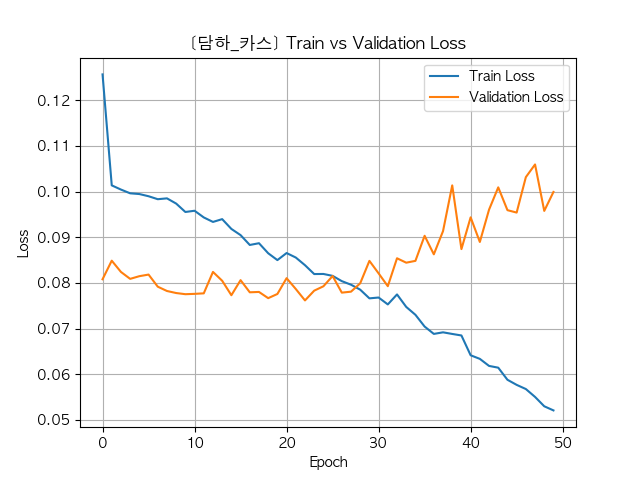 [담하_카스] Train vs Validation Loss
Train Loss
Validation Loss
Loss
0.12
0.11
0.10
0.09
0.08
0.07
0.06
0.05
0 10 20 30 40 50
Epoch